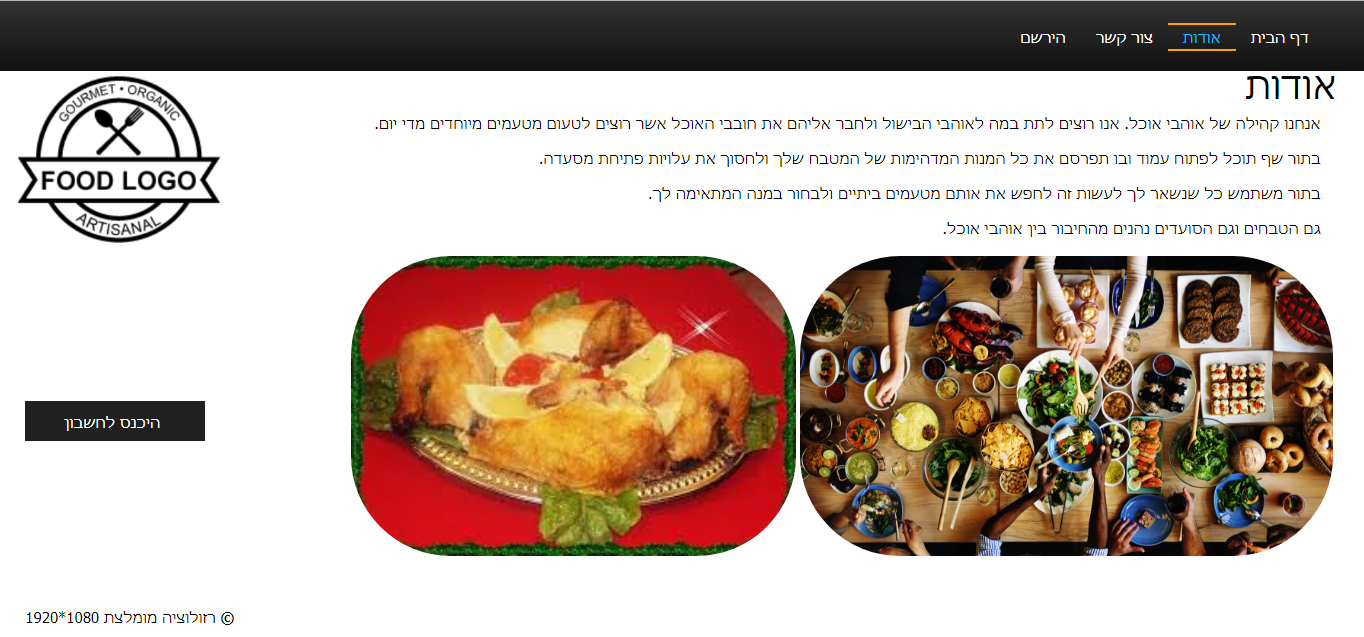 דף הבית
אודות
צור קשר
הירשם
GOURMET • ORGANIC
FOOD LOGO
ARTISANAL
אודות
אנחנו קהילה של אוהבי אוכל. אנו רוצים לתת במה לאוהבי הבישול ולחבר אליהם את חובבי האוכל אשר רוצים לטעום מטעמים מיוחדים מדי יום.
בתור שף תוכל לפתוח עמוד ובו תפרסם את כל המנות המדהימות של המטבח שלך ולחסוך את עלויות פתיחת מסעדה.
בתור משתמש כל שנשאר לך לעשות זה לחפש את אותם מטעמים ביתיים ולבחור במנה המתאימה לך.
גם הטבחים וגם הסועדים נהנים מהחיבור בין אוהבי אוכל.
היכנס לחשבון
© רזולוציה מומלצת 1920*1080